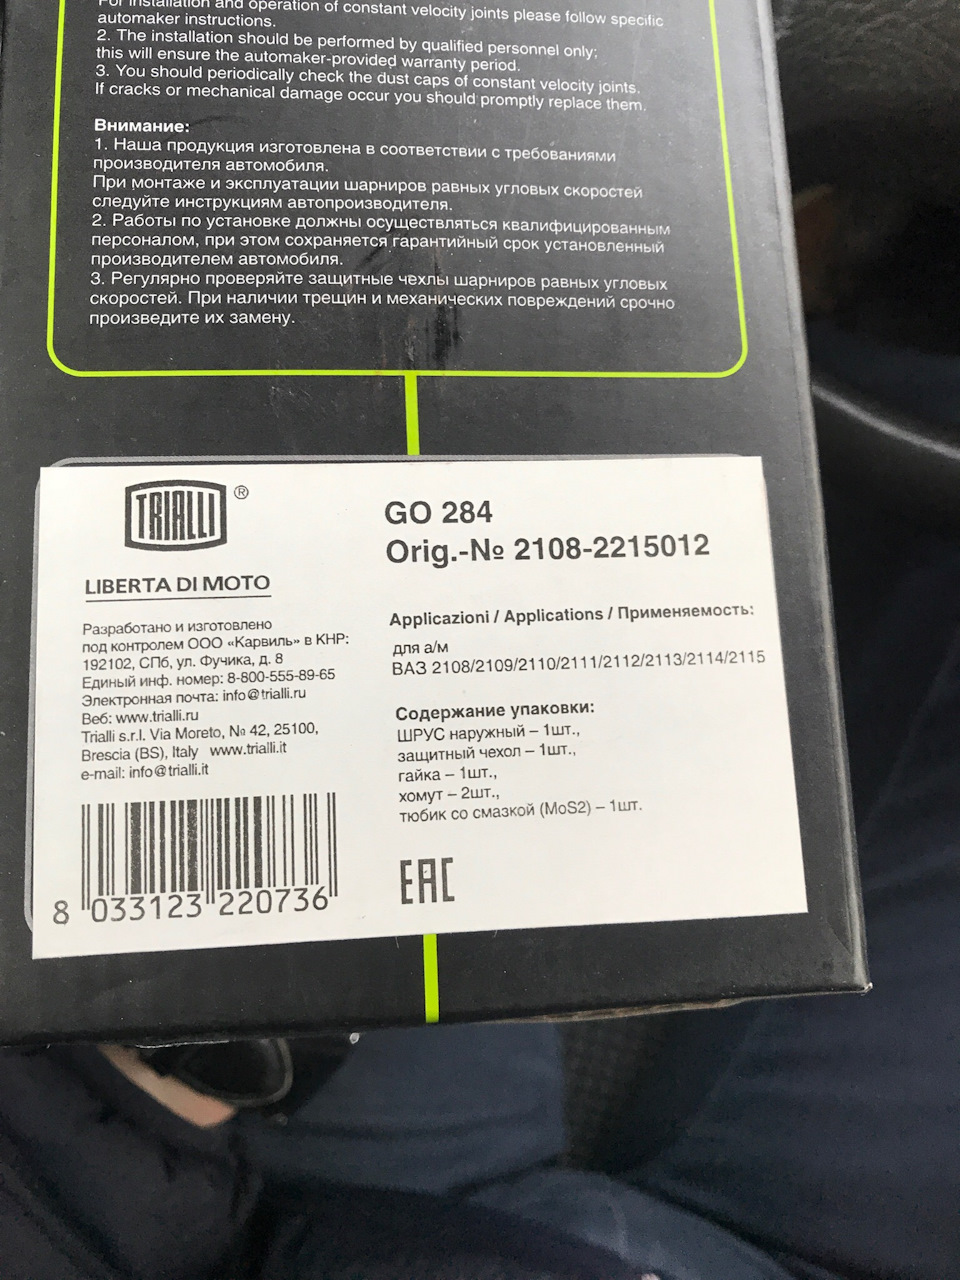 For installation and operation of constant velocity joints please follow specific
automaker instructions.
2. The installation should be performed by qualified personnel only;
this will ensure the automaker-provided warranty period.
3. You should periodically check the dust caps of constant velocity joints.
If cracks or mechanical damage occur you should promptly replace them.
Внимание:
1. Наша продукция изготовлена в соответствии с требованиями
производителя автомобиля.
При монтаже и эксплуатации шарниров равных угловых скоростей
следуйте инструкциям автопроизводителя.
2. Работы по установке должны осуществляться квалифицированным
персоналом, при этом сохраняется гарантийный срок установленный
производителем автомобиля.
3. Регулярно проверяйте защитные чехлы шарниров равных угловых
скоростей. При наличии трещин и механических повреждений срочно
произведите их замену.
TRIALLI ®
LIBERTA DI MOTO
Разработано и изготовлено
под контролем ООО «Карвиль» в КНР:
192102, СПб, ул. Фучика, д. 8
Единый инф. номер: 8-800-555-89-65
Электронная почта: info@trialli.ru
Веб: www.trialli.ru
Trialli s.r.l. Via Moreto, № 42, 25100,
Brescia (BS), Italy www.trialli.it
e-mail: info@trialli.it
8 033123 220736
GO 284
Orig.-№ 2108-2215012
Applicazioni / Applications / Применяемость:
для а/м
ВАЗ 2108/2109/2110/2111/2112/2113/2114/2115
Содержание упаковки:
ШРУС наружный – 1шт.,
защитный чехол – 1шт.,
гайка – 1шт.,
хомут – 2шт.,
тюбик со смазкой (MoS2) – 1шт.
EAC